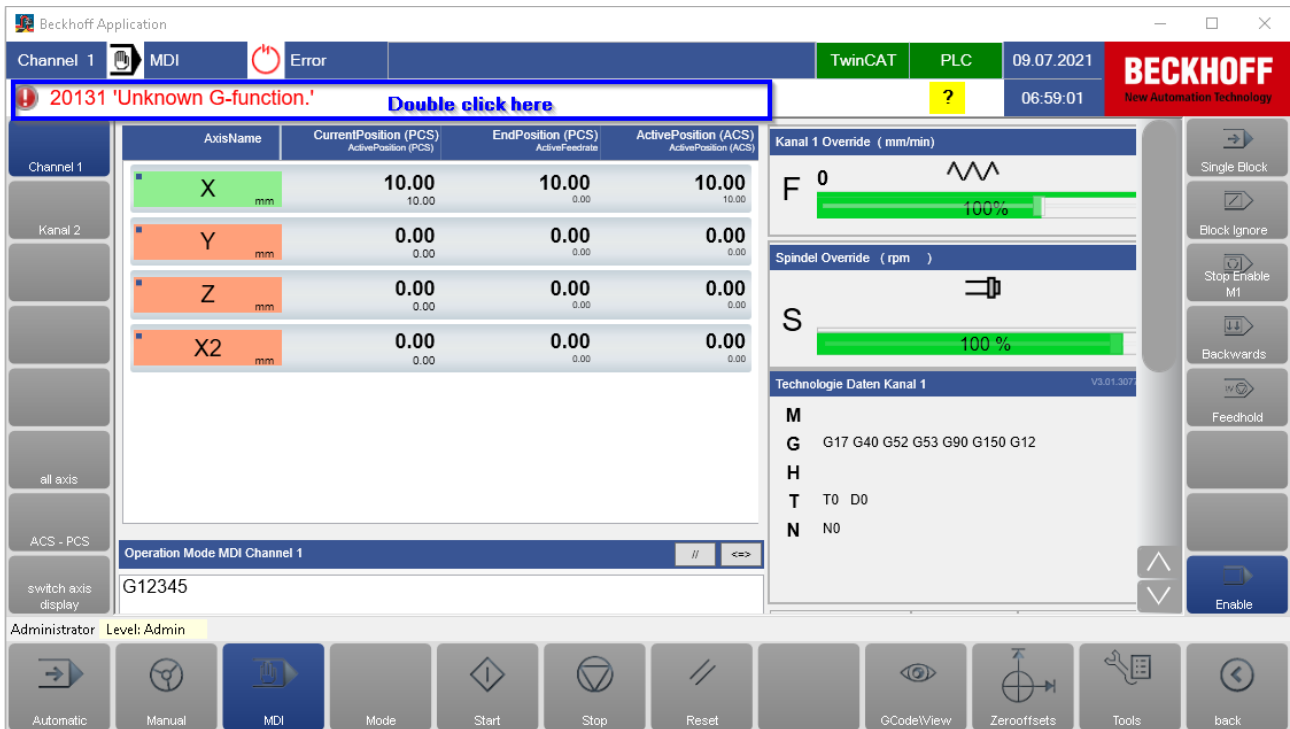 Beckhoff Application
Channel 1 MDI Error TwinCAT PLC 09.07.2021 BECKHOFF
20131 'Unknown G-function.' Double click here ? 06:59:01 New Automation Technology
Channel 1
Kanal 2
all axis
ACS - PCS
switch axis
display
AxisName CurrentPosition (PCS) EndPosition (PCS) ActivePosition (ACS)
ActivePosition (PCS) ActiveFeedrate ActivePosition (ACS)
X 10.00 10.00 10.00
mm 10.00 0.00 10.00
Y 0.00 0.00 0.00
mm 0.00 0.00 0.00
Z 0.00 0.00 0.00
mm 0.00 0.00 0.00
X2 0.00 0.00 0.00
mm 0.00 0.00 0.00
Operation Mode MDI Channel 1 // <=>
G12345
Kanal 1 Override ( mm/min)
F 0
100%
Spindel Override ( rpm )
S
100 %
Technologie Daten Kanal 1 V3.01.3077
M
G G17 G40 G52 G53 G90 G150 G12
H
T T0 D0
N N0
Single Block
Block Ignore
Stop Enable
M1
Backwards
Feedhold
Enable
Administrator Level: Admin
Automatic Manual MDI Mode Start Stop Reset GCode\View Zerooffsets Tools back